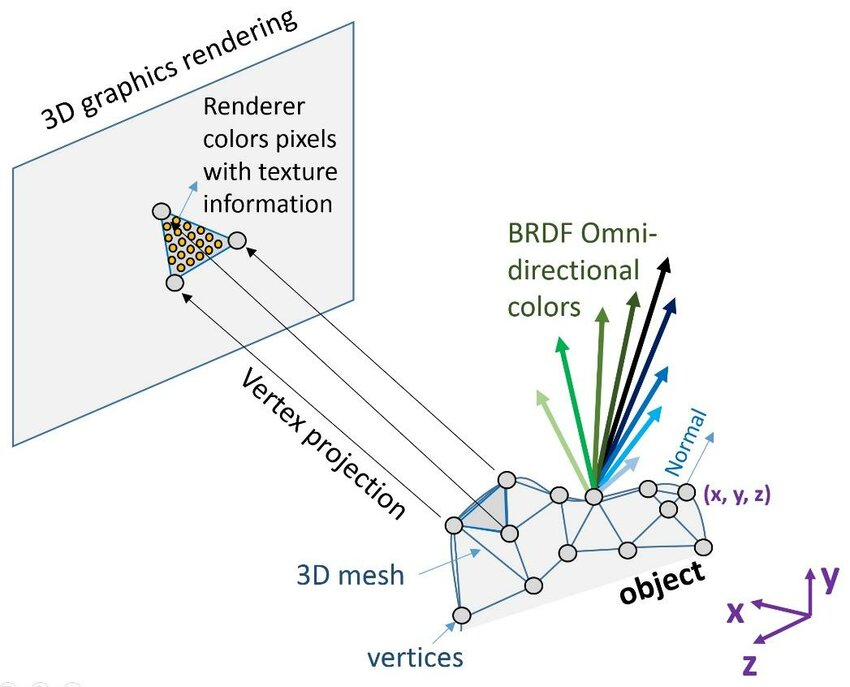 3D graphics rendering
Renderer
colors pixels
with texture
information
BRDF Omni-
directional
colors
Vertex projection
Normal
(x, y, z)
3D mesh
object
vertices
y
x
z